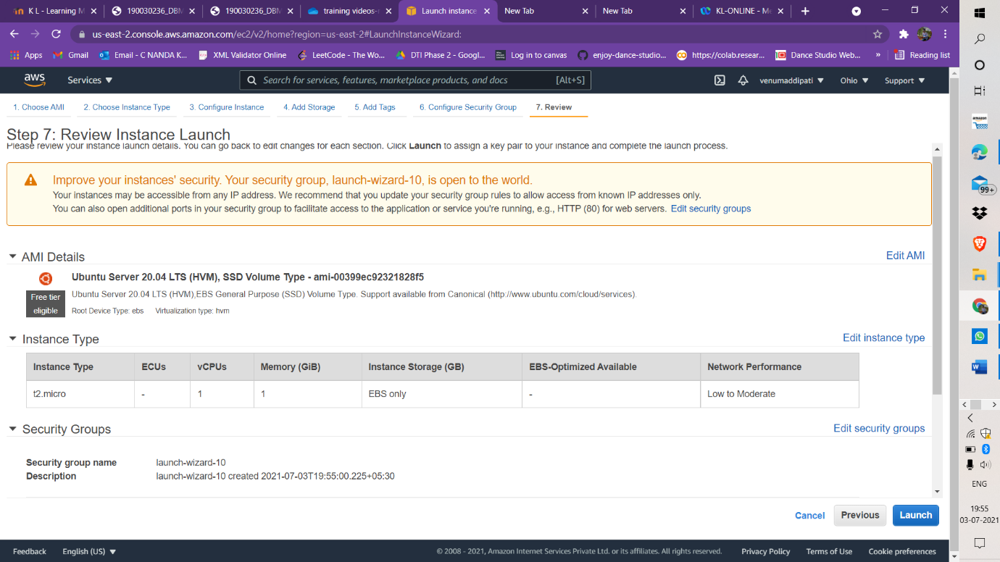 K L - Learning M
190030236_DBM
190030236_DBM
training videos-
Launch instance
New Tab
New Tab
KL-ONLINE - Me
us-east-2.console.aws.amazon.com/ec2/v2/home?region=us-east-2#LaunchInstanceWizard:
Apps
Gmail
Email - C NANDA K...
XML Validator Online
LeetCode - The Wo...
DTI Phase 2 - Googl...
Log in to canvas
enjoy-dance-studio...
https://colab.resear...
Dance Studio Web...
»
Reading list
aws
Services
Search for services, features, marketplace products, and docs
[Alt+S]
venumaddipati
Ohio
Support
1. Choose AMI
2. Choose Instance Type
3. Configure Instance
4. Add Storage
5. Add Tags
6. Configure Security Group
7. Review
Step 7: Review Instance Launch
Please review your instance launch details. You can go back to edit changes for each section. Click Launch to assign a key pair to your instance and complete the launch process.
Improve your instances' security. Your security group, launch-wizard-10, is open to the world.
Your instances may be accessible from any IP address. We recommend that you update your security group rules to allow access from known IP addresses only.
You can also open additional ports in your security group to facilitate access to the application or service you're running, e.g., HTTP (80) for web servers. Edit security groups
AMI Details
Edit AMI
Ubuntu Server 20.04 LTS (HVM), SSD Volume Type - ami-00399ec92321828f5
Free tier
eligible
Ubuntu Server 20.04 LTS (HVM),EBS General Purpose (SSD) Volume Type. Support available from Canonical (http://www.ubuntu.com/cloud/services).
Root Device Type: ebs Virtualization type: hvm
Instance Type
Edit instance type
Instance Type ECUs vCPUs Memory (GiB) Instance Storage (GB) EBS-Optimized Available Network Performance
t2.micro - 1 1 EBS only - Low to Moderate
Security Groups
Edit security groups
Security group name launch-wizard-10
Description launch-wizard-10 created 2021-07-03T19:55:00.225+05:30
Cancel
Previous
Launch
Feedback
English (US)
© 2008 - 2021, Amazon Internet Services Private Ltd. or its affiliates. All rights reserved.
Privacy Policy
Terms of Use
Cookie preferences
amazon
99+
ENG
19:55
03-07-2021